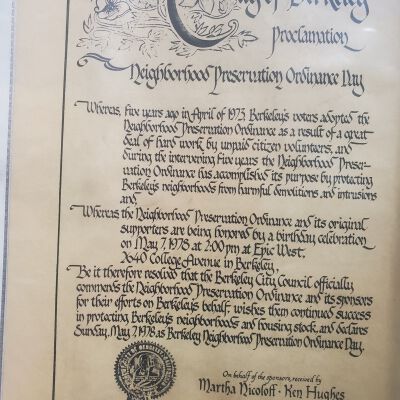 City of Berkeley
Proclamation
Neighborhood Preservation Ordinance Day
Whereas, five years ago in April of 1973 Berkeley's voters adopted the
Neighborhood Preservation Ordinance as a result of a great
deal of hard work by unpaid citizen volunteers, and
during the intervening five years the Neighborhood Preser-
vation Ordinance has accomplished its purpose by protecting
Berkeley's neighborhoods from harmful demolitions and intrusions
and,
Whereas the Neighborhood Preservation Ordinance and its original
supporters are being honored by a birthday celebration
on May 7, 1978 at 2:00 pm at Epic West,
2640 College Avenue in Berkeley,
Be it therefore resolved that the Berkeley City Council officially
commends the Neighborhood Preservation Ordinance and its sponsors
for their efforts on Berkeley's behalf, wishes them continued success
in protecting Berkeley's neighborhoods and housing stock, and declares
Sunday, May 7, 1978 as Berkeley Neighborhood Preservation Ordinance Day.
On behalf of the sponsors, received by
Martha Nicoloff · Ken Hughes